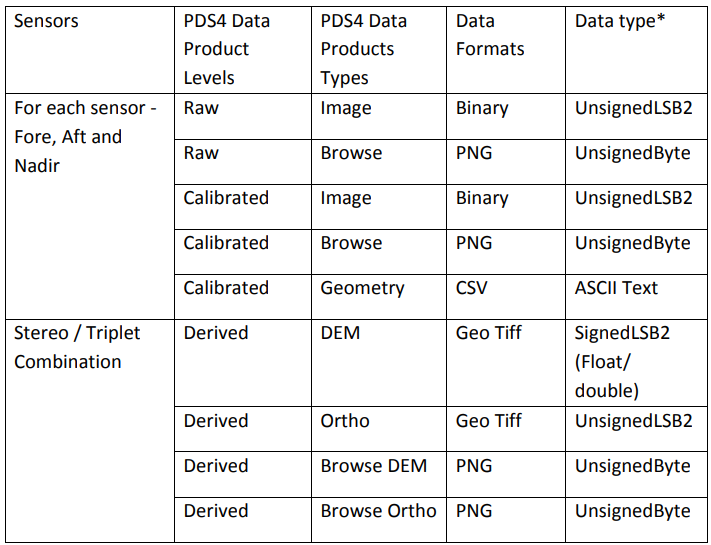 Sensors PDS4 Data PDS4 Data Data Data type*
Product Products Formats
Levels Types
For each sensor - Raw Image Binary UnsignedLSB2
Fore, Aft and
Nadir Raw Browse PNG UnsignedByte
Calibrated Image Binary UnsignedLSB2
Calibrated Browse PNG UnsignedByte
Calibrated Geometry CSV ASCII Text
Stereo / Triplet Derived DEM Geo Tiff SignedLSB2
Combination (Float/
double)
Derived Ortho Geo Tiff UnsignedLSB2
Derived Browse DEM PNG UnsignedByte
Derived Browse Ortho PNG UnsignedByte